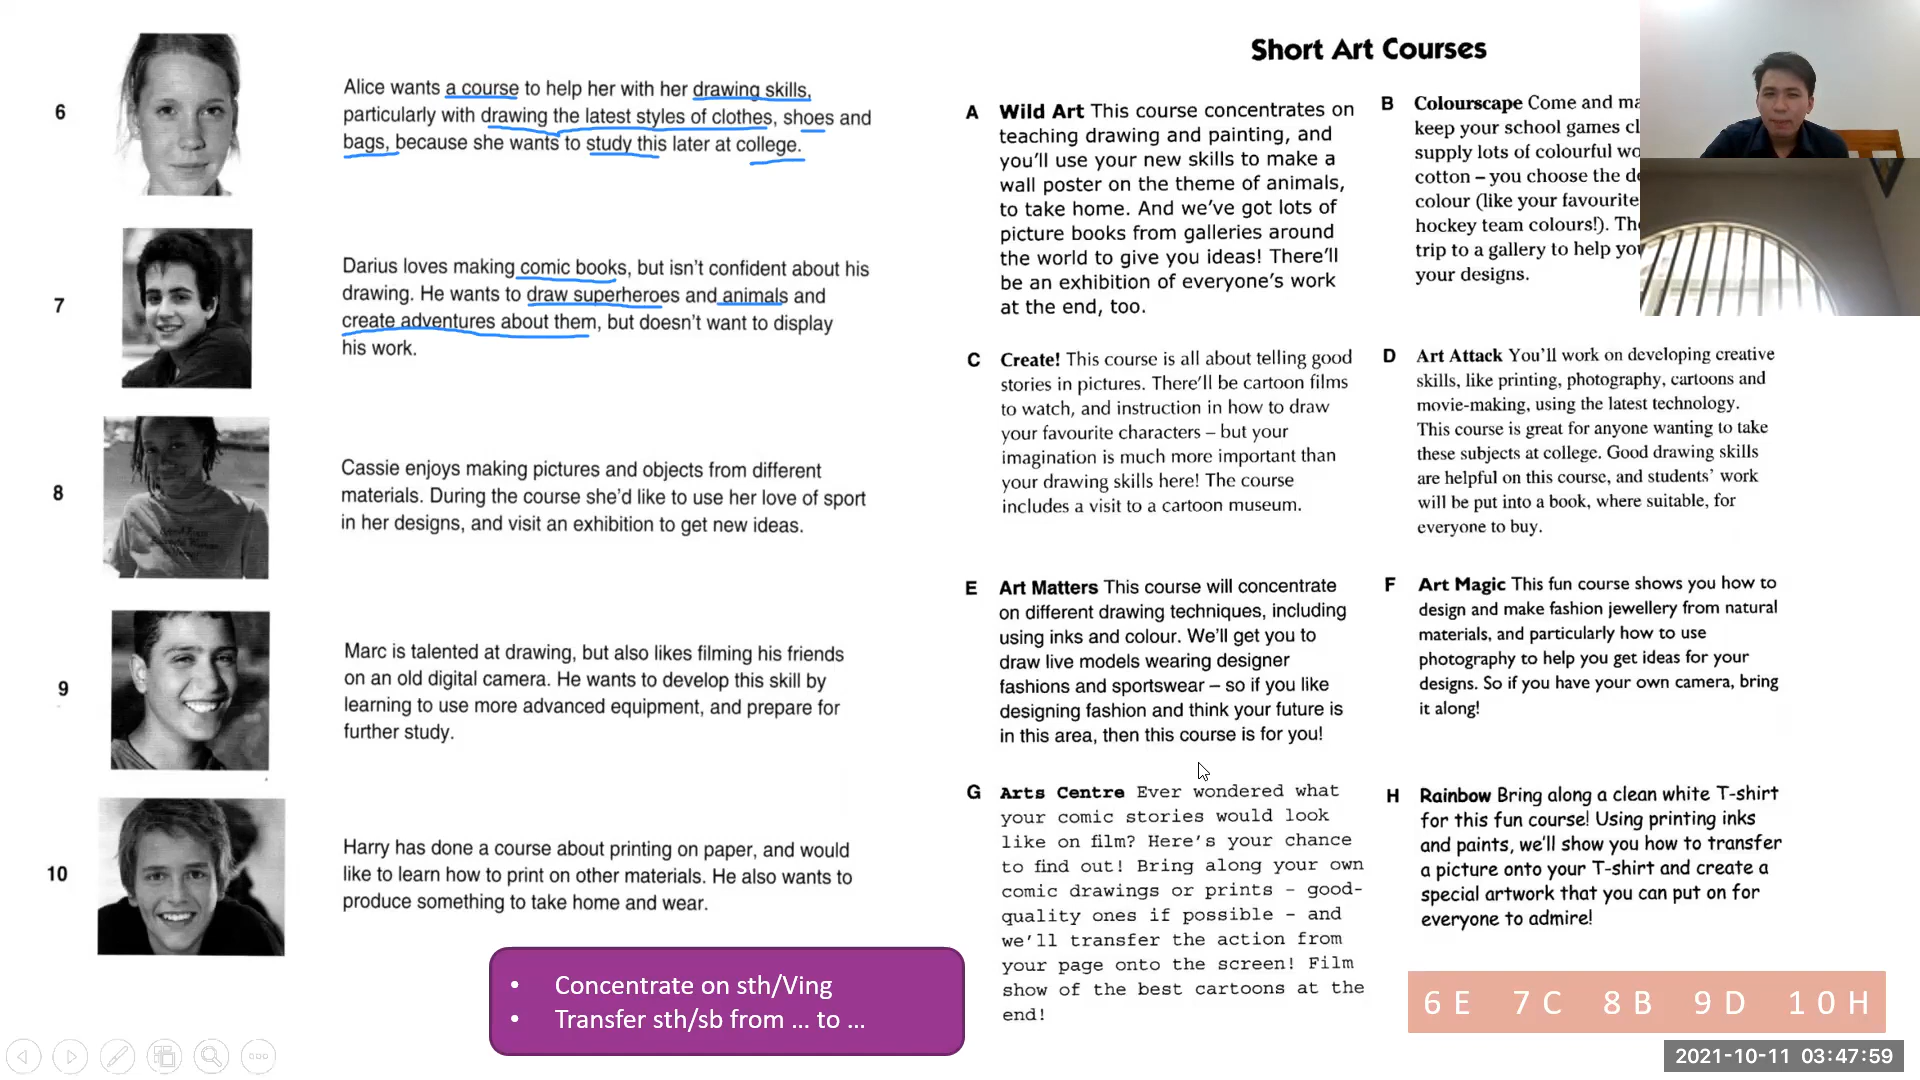 6
Alice wants a course to help her with her drawing skills,
particularly with drawing the latest styles of clothes, shoes and
bags, because she wants to study this later at college.
7
Darius loves making comic books, but isn't confident about his
drawing. He wants to draw superheroes and animals and
create adventures about them, but doesn't want to display
his work.
8
Cassie enjoys making pictures and objects from different
materials. During the course she'd like to use her love of sport
in her designs, and visit an exhibition to get new ideas.
9
Marc is talented at drawing, but also likes filming his friends
on an old digital camera. He wants to develop this skill by
learning to use more advanced equipment, and prepare for
further study.
10
Harry has done a course about printing on paper, and would
like to learn how to print on other materials. He also wants to
produce something to take home and wear.
• Concentrate on sth/Ving
• Transfer sth/sb from ... to ...
Short Art Courses
A Wild Art This course concentrates on
teaching drawing and painting, and
you'll use your new skills to make a
wall poster on the theme of animals,
to take home. And we've got lots of
picture books from galleries around
the world to give you ideas! There'll
be an exhibition of everyone's work
at the end, too.
B Colourscape Come and
keep your school games
supply lots of colourful
cotton – you choose the
colour (like your favourite
hockey team colours!).
trip to a gallery to help
your designs.
C Create! This course is all about telling good
stories in pictures. There'll be cartoon films
to watch, and instruction in how to draw
your favourite characters – but your
imagination is much more important than
your drawing skills here! The course
includes a visit to a cartoon museum.
D Art Attack You'll work on developing creative
skills, like printing, photography, cartoons and
movie-making, using the latest technology.
This course is great for anyone wanting to take
these subjects at college. Good drawing skills
are helpful on this course, and students' work
will be put into a book, where suitable, for
everyone to buy.
E Art Matters This course will concentrate
on different drawing techniques, including
using inks and colour. We'll get you to
draw live models wearing designer
fashions and sportswear – so if you like
designing fashion and think your future is
in this area, then this course is for you!
F Art Magic This fun course shows you how to
design and make fashion jewellery from natural
materials, and particularly how to use
photography to help you get ideas for your
designs. So if you have your own camera, bring
it along!
G Arts Centre Ever wondered what
your comic stories would look
like on film? Here's your chance
to find out! Bring along your own
comic drawings or prints – good-
quality ones if possible – and
we'll transfer the action from
your page onto the screen! Film
show of the best cartoons at the
end!
H Rainbow Bring along a clean white T-shirt
for this fun course! Using printing inks
and paints, we'll show you how to transfer
a picture onto your T-shirt and create a
special artwork that you can put on for
everyone to admire!
6 E 7 C 8 B 9 D 10 H
2021-10-11 03:47:59